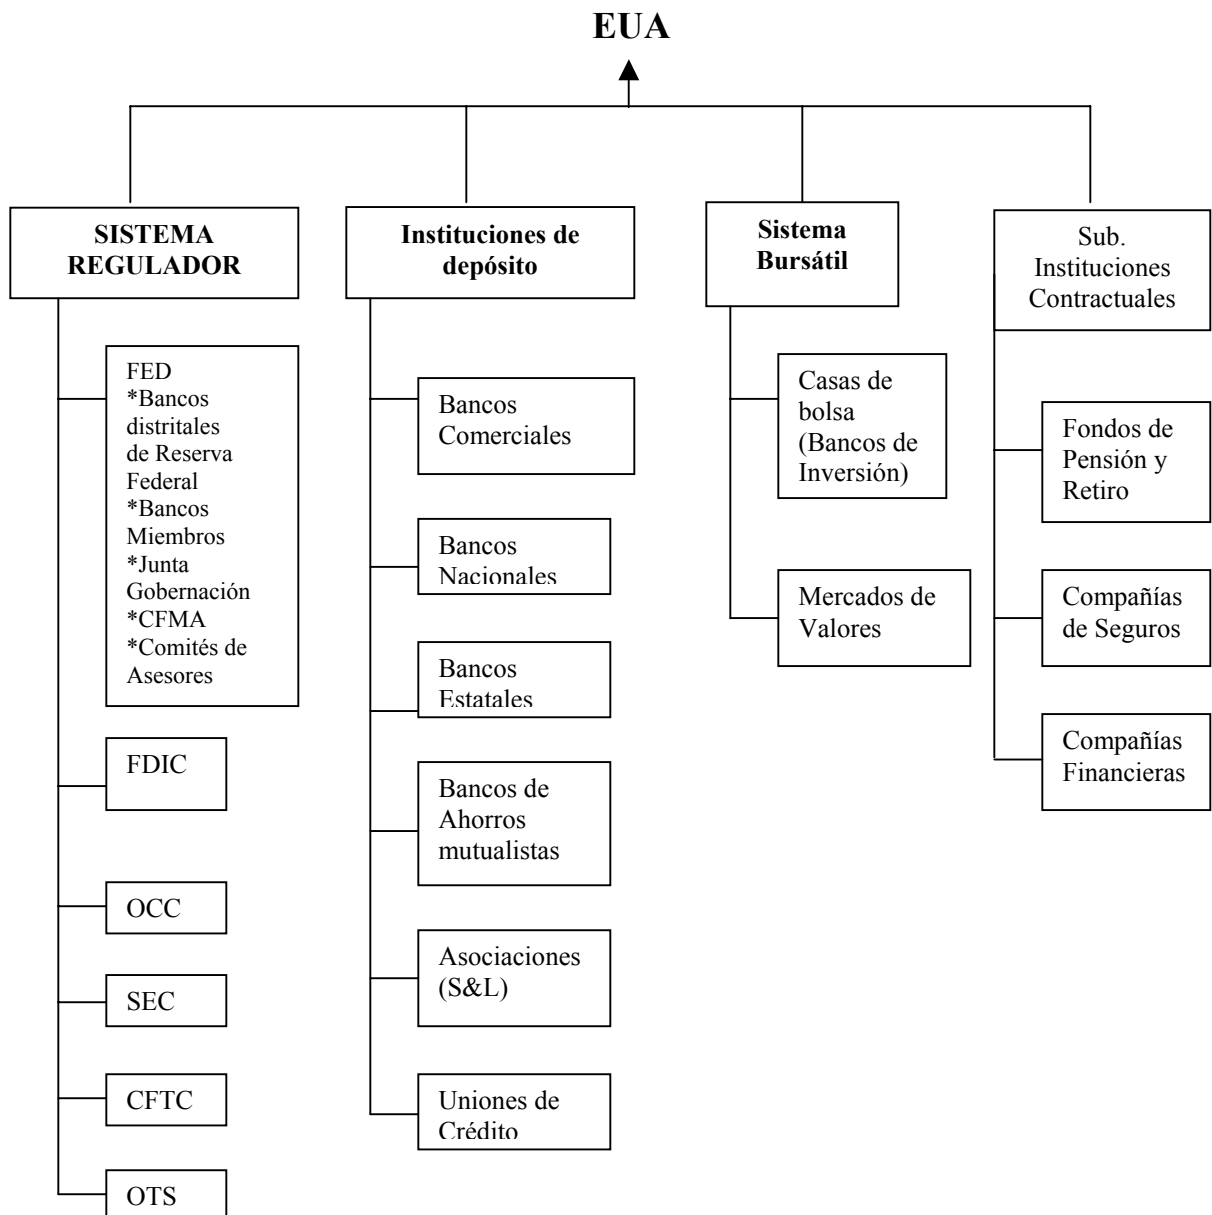 EUA
SISTEMA
REGULADOR
FED
*Bancos
distritales
de Reserva
Federal
*Bancos
Miembros
*Junta
Gobernación
*CFMA
*Comités de
Asesores
FDIC
OCC
SEC
CFTC
OTS
Instituciones de
depósito
Bancos
Comerciales
Bancos
Nacionales
Bancos
Estatales
Bancos de
Ahorros
mutualistas
Asociaciones
(S&L)
Uniones de
Crédito
Sistema
Bursátil
Casas de
bolsa
(Bancos de
Inversión)
Mercados de
Valores
Sub.
Instituciones
Contractuales
Fondos de
Pensión y
Retiro
Compañías
de Seguros
Compañías
Financieras